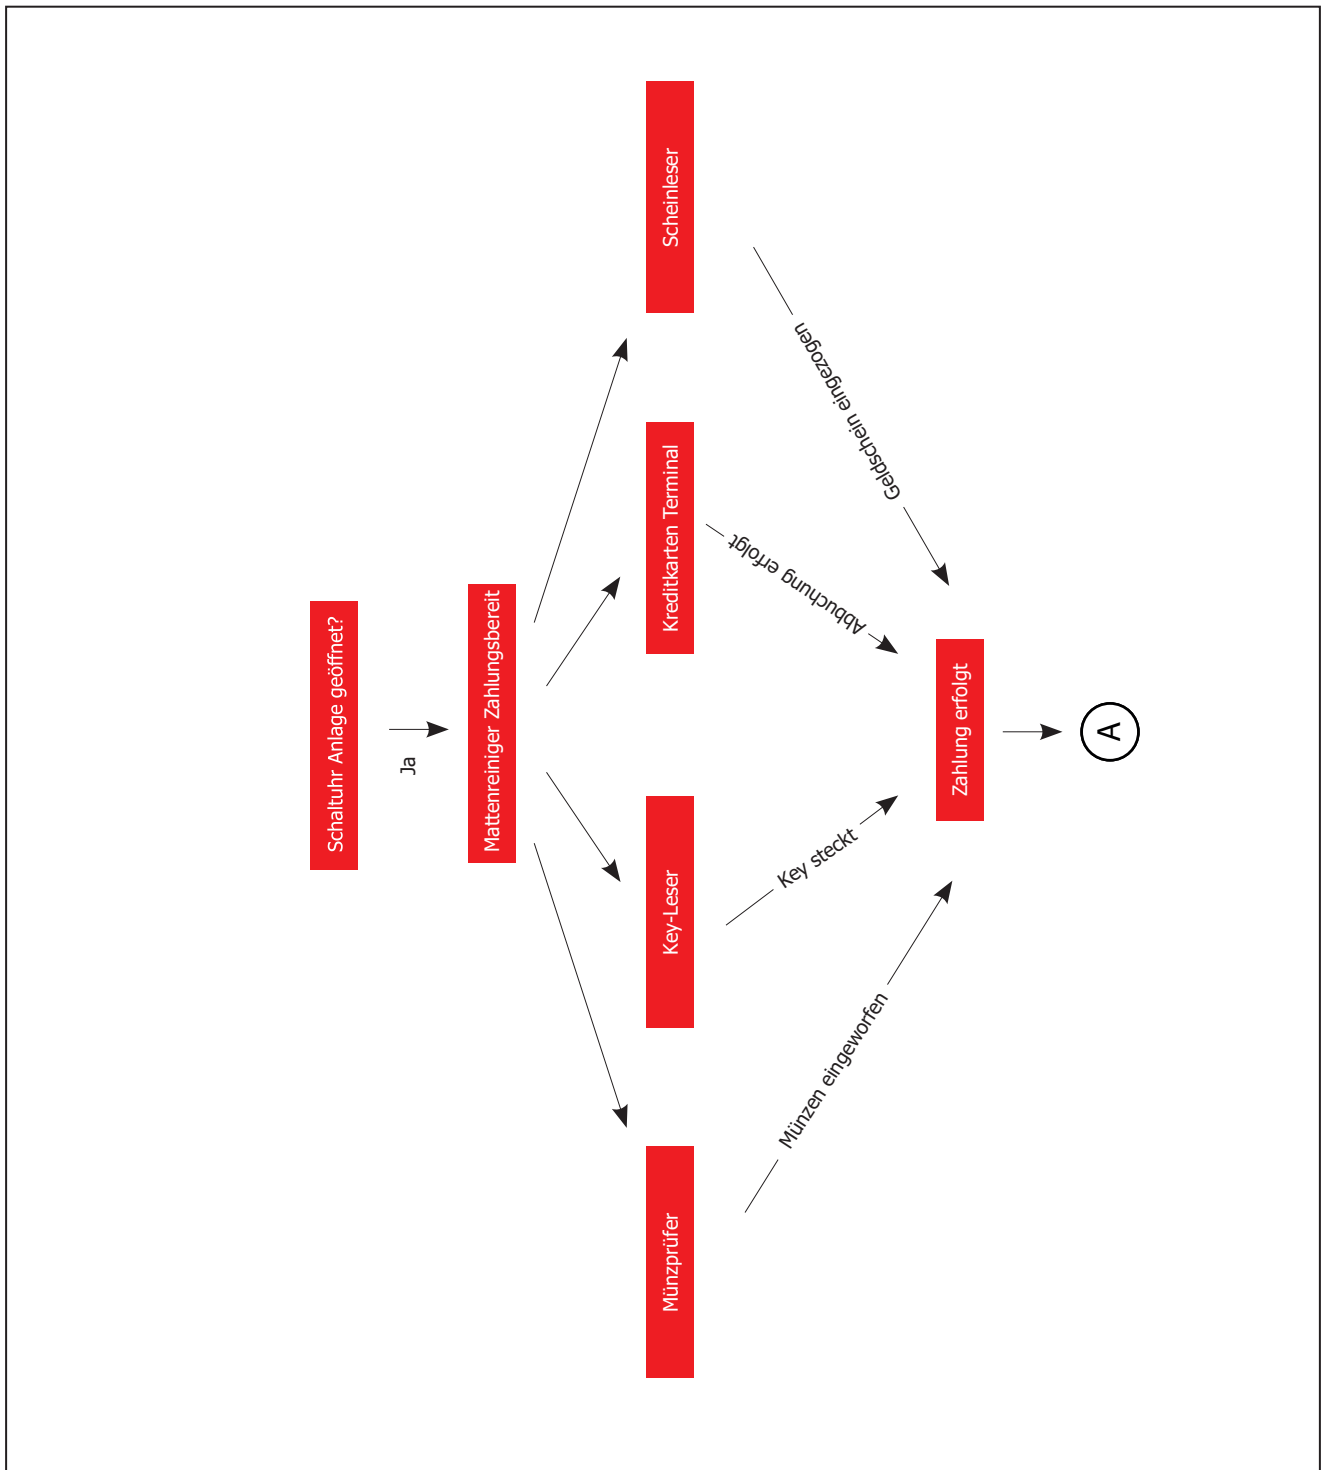 Schaltuhr Anlage geöffnet?
Ja
Mattenreiniger Zahlungsbereit
Münzprüfer
Key-Leser
Kreditkarten Terminal
Scheinleser
Münzen eingeworfen
Key steckt
Abbuchung erfolgt
Geldschein eingezogen
Zahlung erfolgt
A